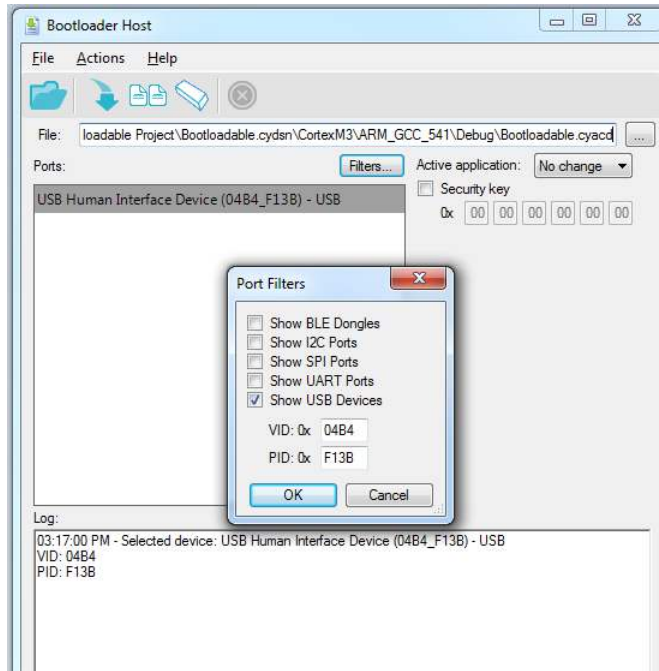 Bootloader Host
File Actions Help
File: loadable Project\Bootloadable.cydsn\CortexM3\ARM_GCC_541\Debug\Bootloadable.cyacd ...
Ports: Filters... Active application: No change
Security key
0x 00 00 00 00 00 00
USB Human Interface Device (04B4_F13B) - USB
Port Filters
Show BLE Dongles
Show I2C Ports
Show SPI Ports
Show UART Ports
Show USB Devices
VID: 0x 04B4
PID: 0x F13B
OK Cancel
Log:
03:17:00 PM - Selected device: USB Human Interface Device (04B4_F13B) - USB
VID: 04B4
PID: F13B